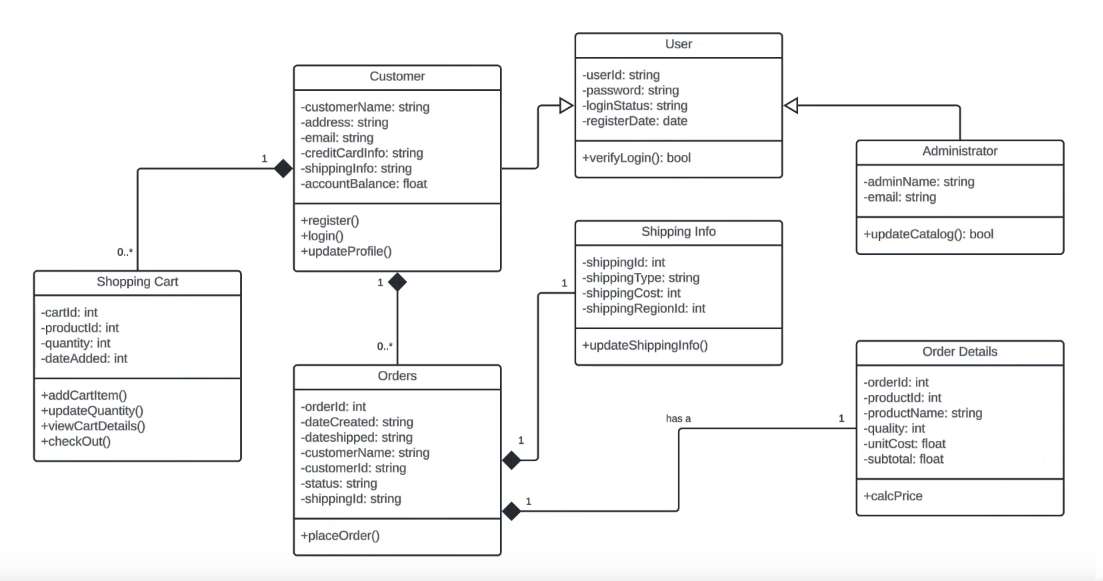 User
-userId: string
-password: string
-loginStatus: string
-registerDate: date
+verifyLogin(): bool
Customer
-customerName: string
-address: string
-email: string
-creditCardInfo: string
-shippingInfo: string
-accountBalance: float
+register()
+login()
+updateProfile()
Administrator
-adminName: string
-email: string
+updateCatalog(): bool
1
0..*
Shopping Cart
-cartId: int
-productId: int
-quantity: int
-dateAdded: int
+addCartItem()
+updateQuantity()
+viewCartDetails()
+checkOut()
1
0..*
Shipping Info
-shippingId: int
-shippingType: string
-shippingCost: int
-shippingRegionId: int
+updateShippingInfo()
1
1
Orders
-orderId: int
-dateCreated: string
-dateshipped: string
-customerName: string
-customerId: string
-status: string
-shippingId: string
+placeOrder()
1
has a
1
Order Details
-orderId: int
-productId: int
-productName: string
-quality: int
-unitCost: float
-subtotal: float
+calcPrice